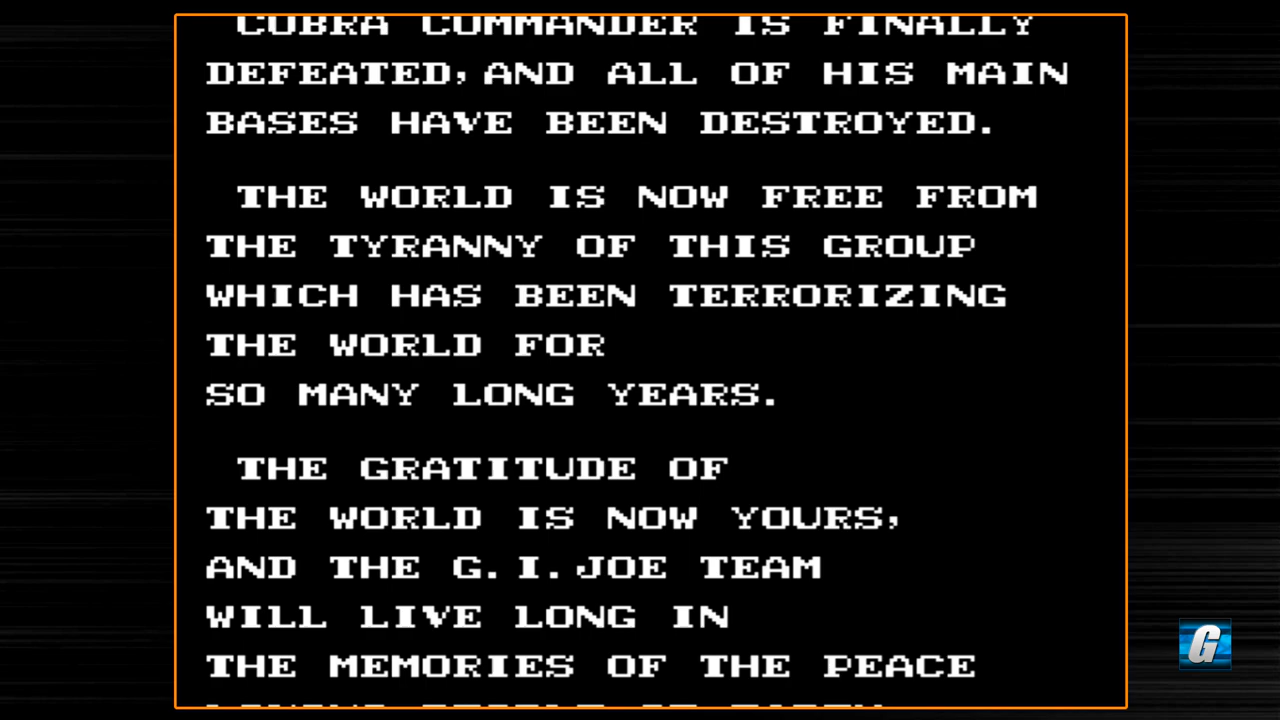 COBRA COMMANDER IS FINALLY
DEFEATED, AND ALL OF HIS MAIN
BASES HAVE BEEN DESTROYED.
THE WORLD IS NOW FREE FROM
THE TYRANNY OF THIS GROUP
WHICH HAS BEEN TERRORIZING
THE WORLD FOR
SO MANY LONG YEARS.
THE GRATITUDE OF
THE WORLD IS NOW YOURS,
AND THE G.I.JOE TEAM
WILL LIVE LONG IN
THE MEMORIES OF THE PEACE
G